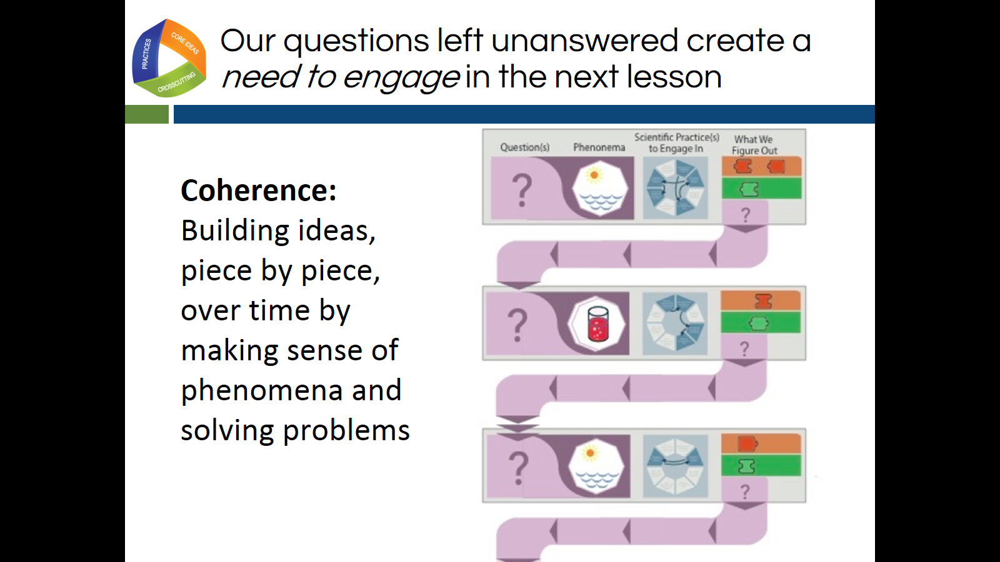 PRACTICES
CORE IDEAS
CROSSCUTTING
Our questions left unanswered create a
need to engage in the next lesson
Coherence:
Building ideas,
piece by piece,
over time by
making sense of
phenomena and
solving problems
Question(s)
Phenonema
Scientific Practice(s)
to Engage In
What We
Figure Out
?
?
?
?
?
?